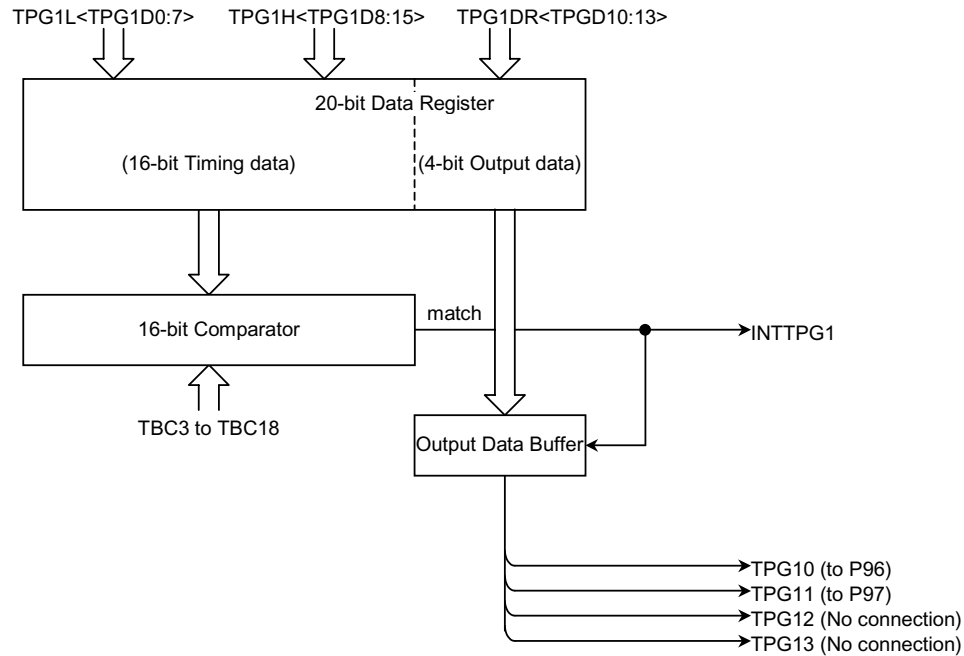 TPG1L<TPG1D0:7>
TPG1H<TPG1D8:15>
TPG1DR<TPGD10:13>
20-bit Data Register
(16-bit Timing data)
(4-bit Output data)
16-bit Comparator
match
INTTPG1
TBC3 to TBC18
Output Data Buffer
TPG10 (to P96)
TPG11 (to P97)
TPG12 (No connection)
TPG13 (No connection)